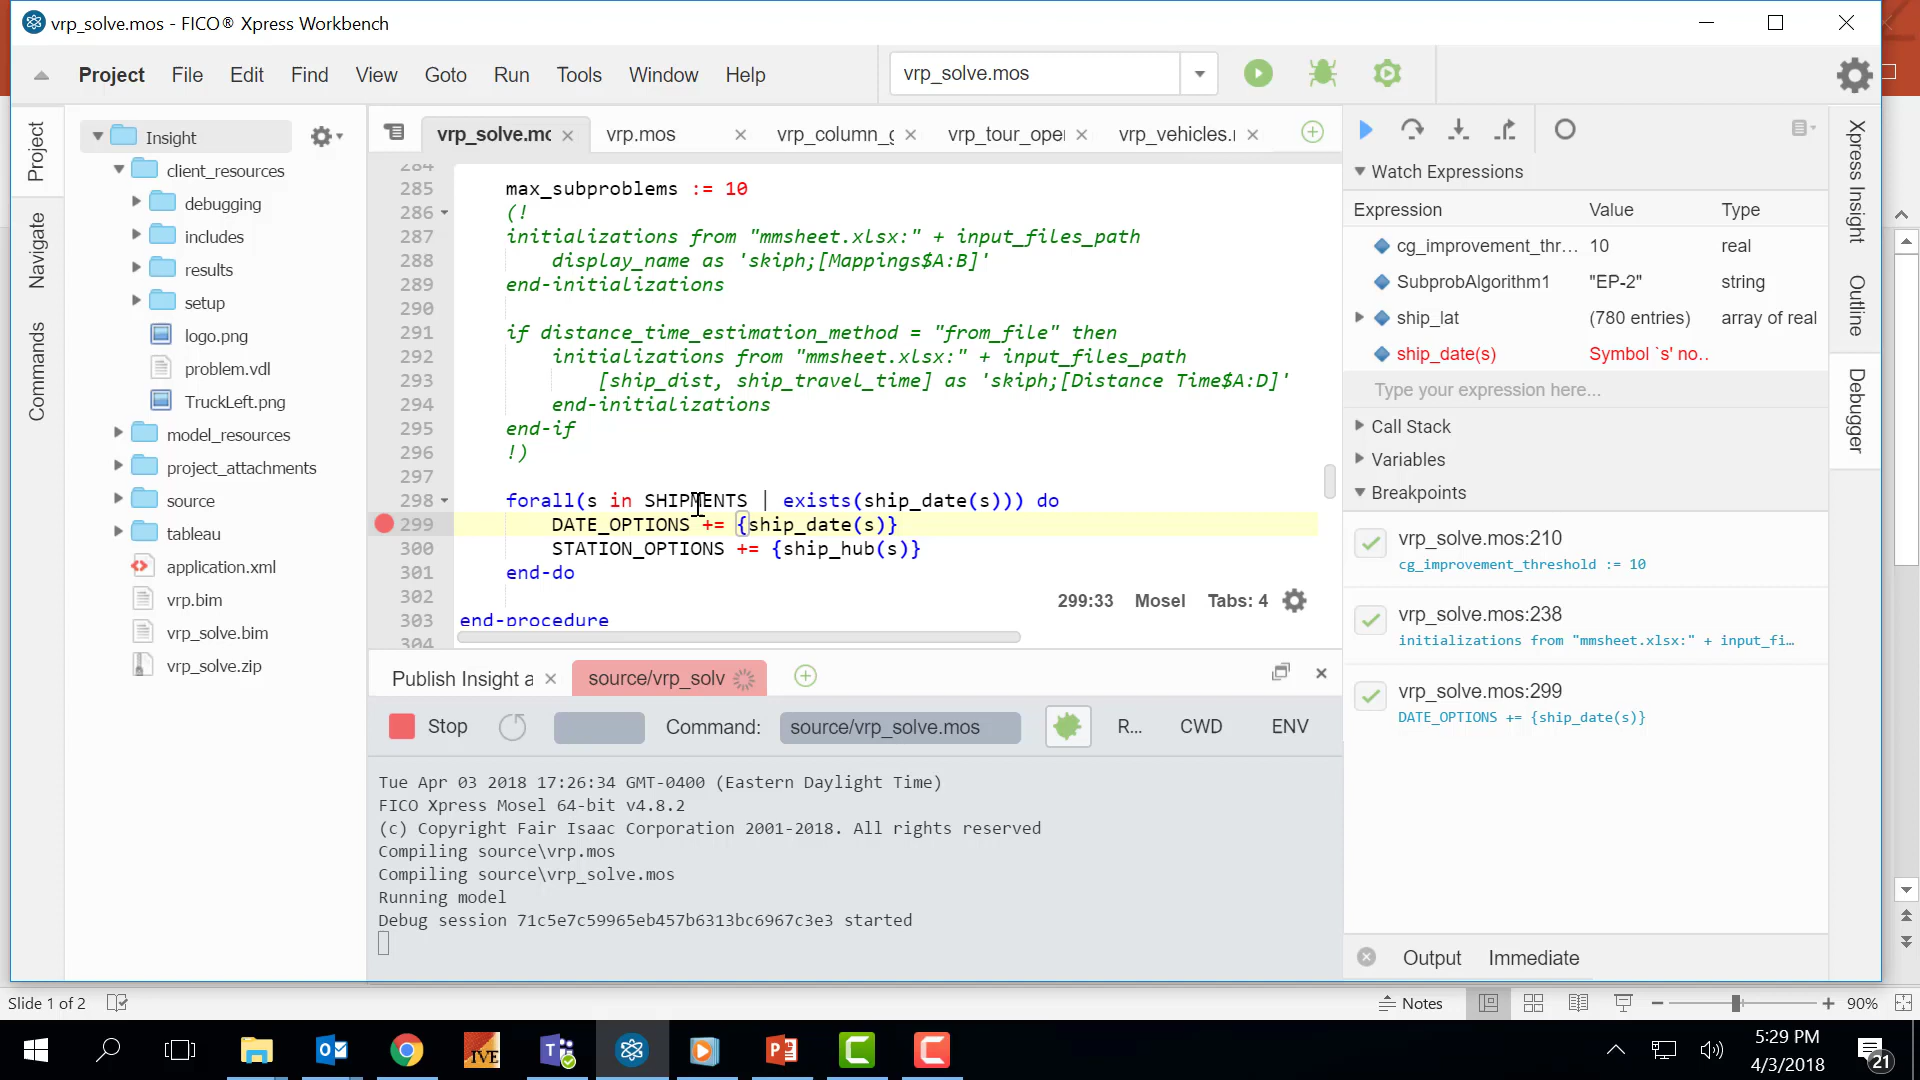 vrp_solve.mos - FICO® Xpress Workbench
Project File Edit Find View Goto Run Tools Window Help
vrp_solve.mos
Project
Navigate
Commands
Insight
client_resources
debugging
includes
results
setup
logo.png
problem.vdl
TruckLeft.png
model_resources
project_attachments
source
tableau
application.xml
vrp.bim
vrp_solve.bim
vrp_solve.zip
vrp_solve.mo vrp.mos vrp_column_g vrp_tour_oper vrp_vehicles.r
284
285 max_subproblems := 10
286 (!
287 initializations from "mmsheet.xlsx:" + input_files_path
288 display_name as 'skiph;[Mappings$A:B]'
289 end-initializations
290
291 if distance_time_estimation_method = "from_file" then
292 initializations from "mmsheet.xlsx:" + input_files_path
293 [ship_dist, ship_travel_time] as 'skiph;[Distance Time$A:D]'
294 end-initializations
295 end-if
296 !)
297
298 forall(s in SHIPMENTS | exists(ship_date(s))) do
299 DATE_OPTIONS += {ship_date(s)}
300 STATION_OPTIONS += {ship_hub(s)}
301 end-do
302
303 end-procedure
304
299:33 Mosel Tabs: 4
Publish Insight a source/vrp_solv
Stop Command: source/vrp_solve.mos R... CWD ENV
Tue Apr 03 2018 17:26:34 GMT-0400 (Eastern Daylight Time)
FICO Xpress Mosel 64-bit v4.8.2
(c) Copyright Fair Isaac Corporation 2001-2018. All rights reserved
Compiling source\vrp.mos
Compiling source\vrp_solve.mos
Running model
Debug session 71c5e7c59965eb457b6313bc6967c3e3 started
Watch Expressions
Expression Value Type
cg_improvement_thr... 10 real
SubprobAlgorithm1 "EP-2" string
ship_lat (780 entries) array of real
ship_date(s) Symbol `s' no..
Type your expression here...
Call Stack
Variables
Breakpoints
vrp_solve.mos:210
cg_improvement_threshold := 10
vrp_solve.mos:238
initializations from "mmsheet.xlsx:" + input_fi…
vrp_solve.mos:299
DATE_OPTIONS += {ship_date(s)}
Output Immediate
Xpress Insight
Outline
Debugger
Slide 1 of 2
Notes
90%
IVE
5:29 PM
4/3/2018
21